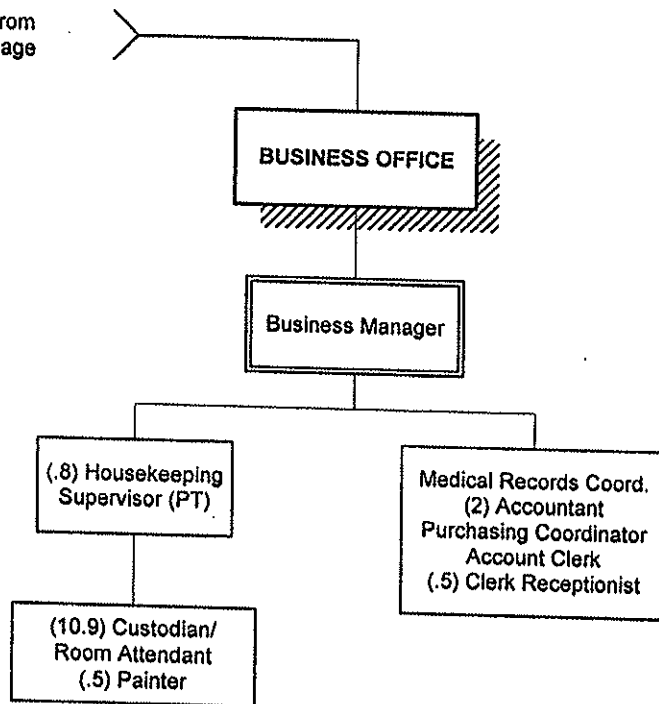 rom
age
BUSINESS OFFICE
Business Manager
(.8) Housekeeping
Supervisor (PT)
Medical Records Coord.
(2) Accountant
Purchasing Coordinator
Account Clerk
(.5) Clerk Receptionist
(10.9) Custodian/
Room Attendant
(.5) Painter